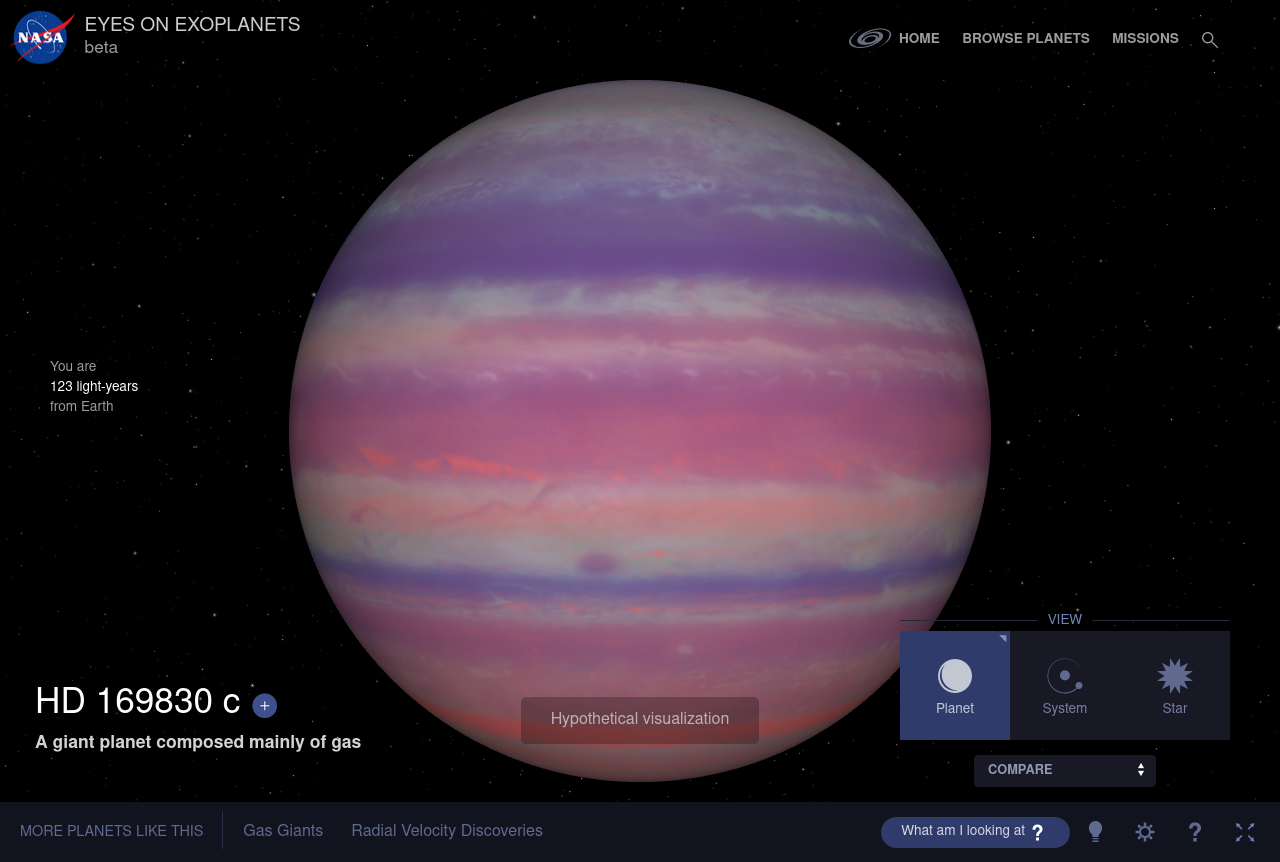 NASA
EYES ON EXOPLANETS
beta
HOME
BROWSE PLANETS
MISSIONS
You are
123 light-years
from Earth
VIEW
Planet
System
Star
HD 169830 c +
A giant planet composed mainly of gas
Hypothetical visualization
COMPARE
MORE PLANETS LIKE THIS
Gas Giants
Radial Velocity Discoveries
What am I looking at ?
?